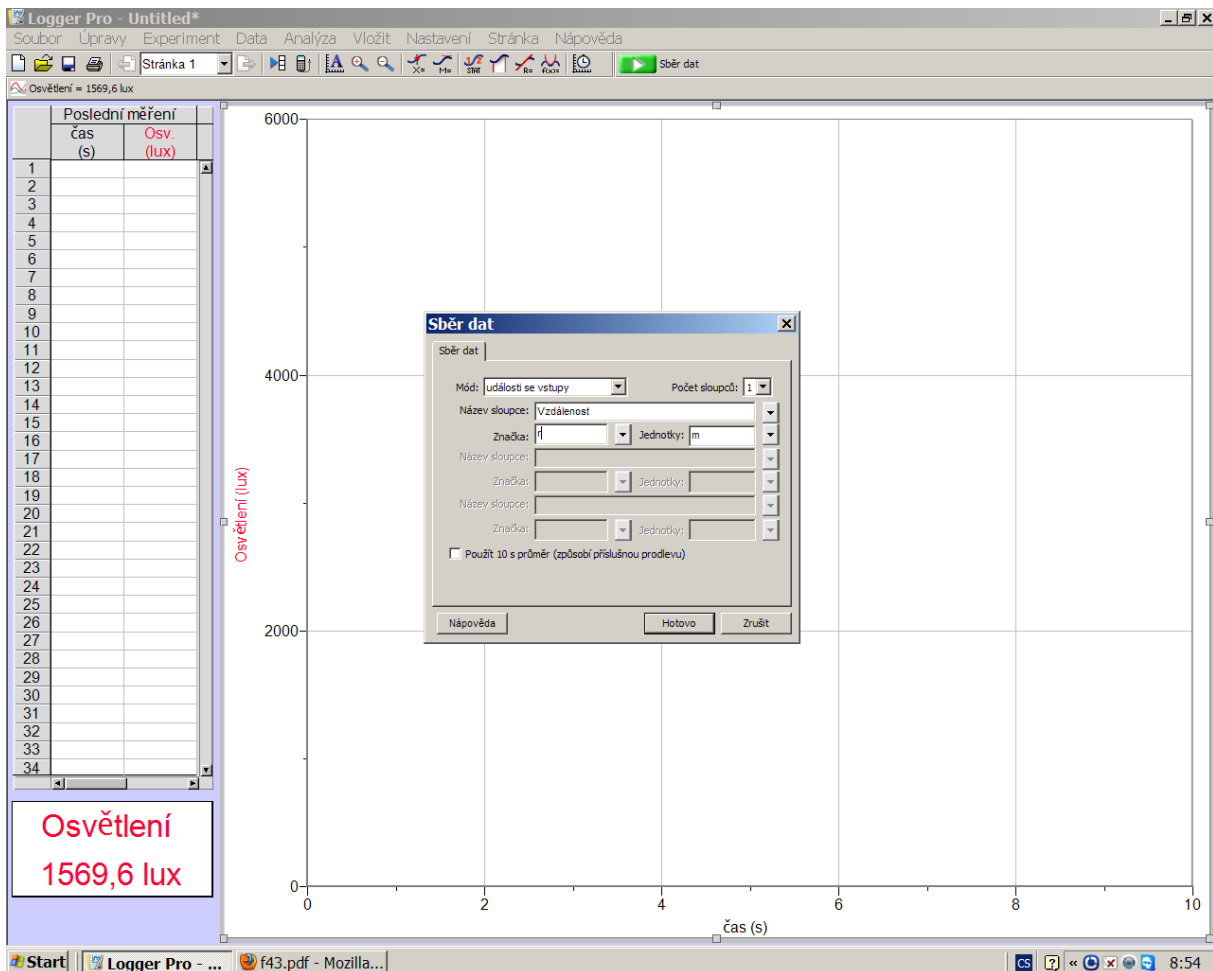 Logger Pro - Untitled*
Soubor Úpravy Experiment Data Analýza Vložit Nastavení Stránka Nápověda
Stránka 1
Sběr dat
Osvětlení = 1569,6 lux
Poslední měření
čas Osv.
(s) (lux)
1
2
3
4
5
6
7
8
9
10
11
12
13
14
15
16
17
18
19
20
21
22
23
24
25
26
27
28
29
30
31
32
33
34
Osvětlení
1569,6 lux
6000
4000
2000
0
Osvětlení (lux)
0 2 4 6 8 10
čas (s)
Sběr dat
Sběr dat
Mód: události se vstupy Počet sloupců: 1
Název sloupce: Vzdálenost
Značka: r Jednotky: m
Název sloupce:
Značka: Jednotky:
Název sloupce:
Značka: Jednotky:
Použít 10 s průměr (způsobí příslušnou prodlevu)
Nápověda Hotovo Zrušit
Start Logger Pro - ... f43.pdf - Mozilla... CS ? « 8:54